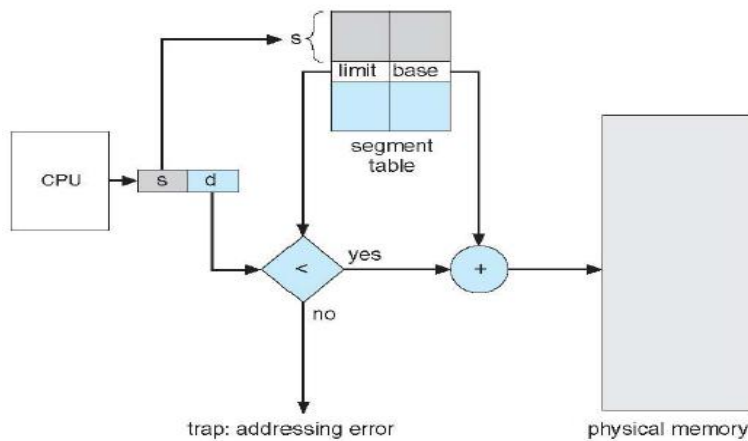 s
limit base
segment
table
CPU
s d
< yes +
no
trap: addressing error
physical memory